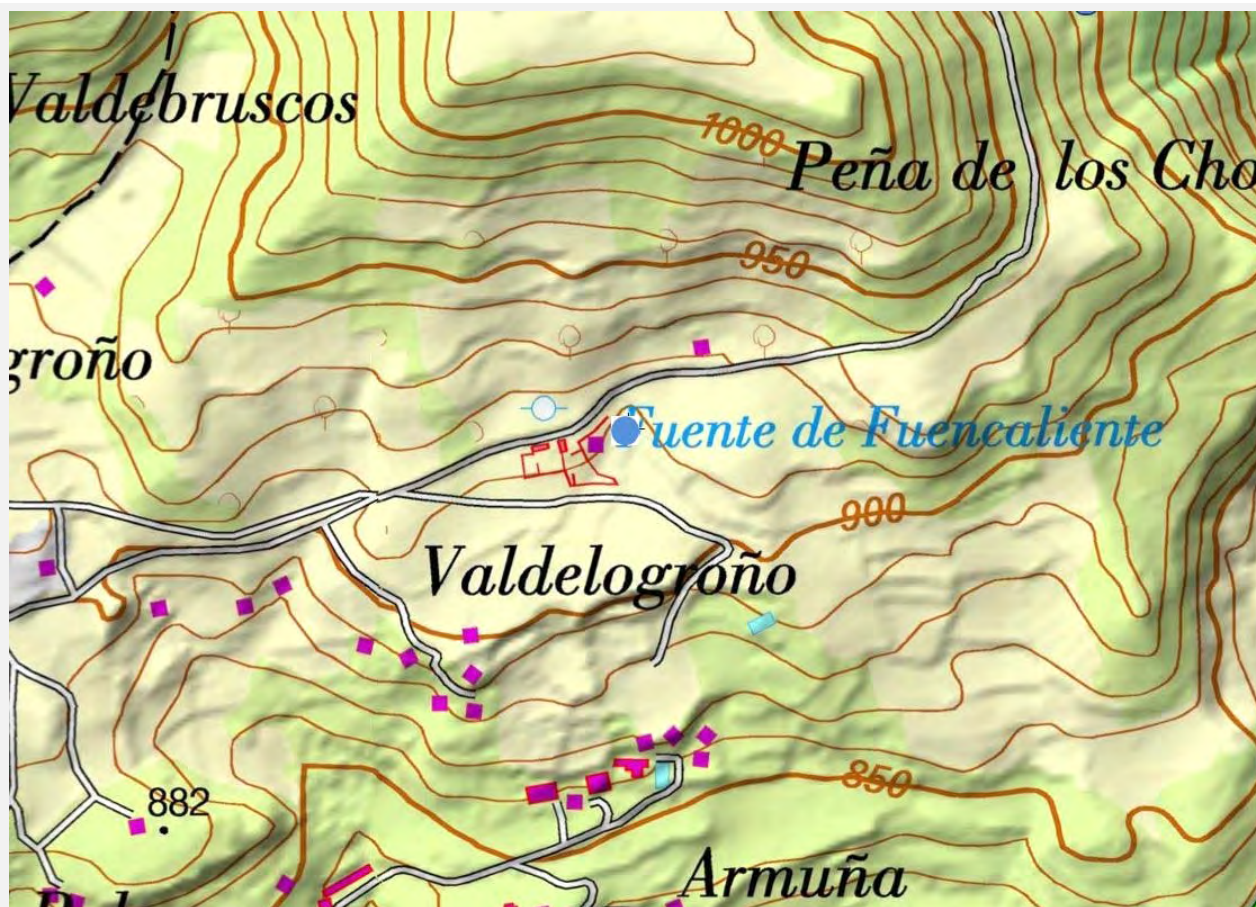 Valdebruscos
1000
Peña de los Cho
950
groño
Fuente de Fuencaliente
900
Valdelogroño
850
882
Armuña